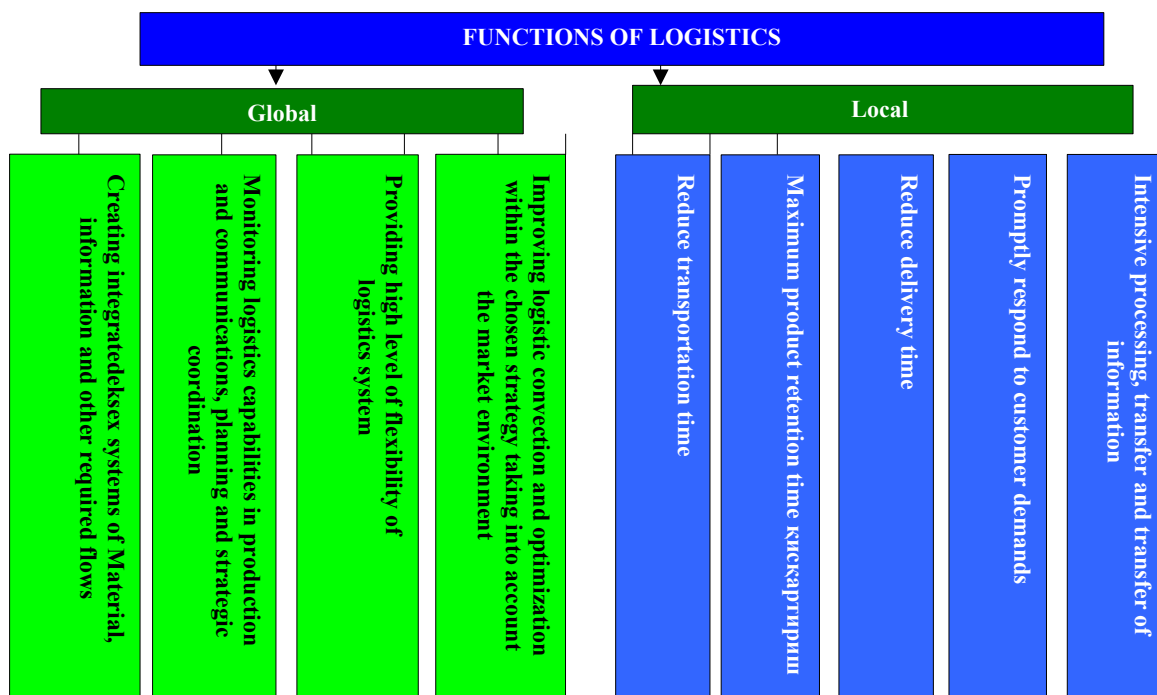 FUNCTIONS OF LOGISTICS
Global
Local
Creating integratedeksex systems of Material,
information and other required flows
Monitoring logistics capabilities in production
and communications, planning and strategic
coordination
Providing high level of flexibility of
logistics system
Improving logistic convection and optimization
within the chosen strategy taking into account
the market environment
Reduce transportation time
Maximum product retention time қисқартириш
Reduce delivery time
Promptly respond to customer demands
Intensive processing, transfer and transfer of
information